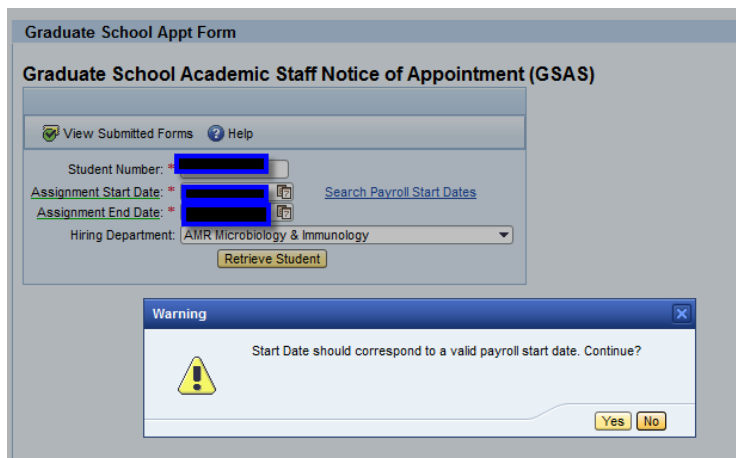 Graduate School Appt Form
Graduate School Academic Staff Notice of Appointment (GSAS)
View Submitted Forms Help
Student Number: *
Assignment Start Date: * Search Payroll Start Dates
Assignment End Date: *
Hiring Department: AMR Microbiology & Immunology
Retrieve Student
Warning
Start Date should correspond to a valid payroll start date. Continue?
Yes No